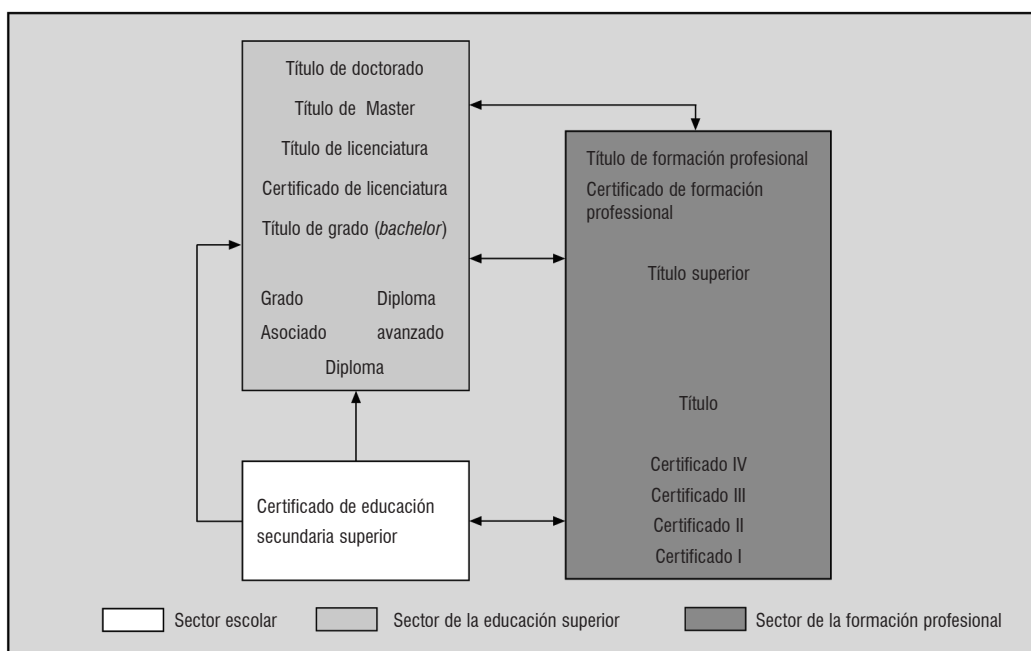 Título de doctorado
Título de Master
Título de licenciatura
Certificado de licenciatura
Título de grado (bachelor)
Grado Diploma
Asociado avanzado
Diploma
Título de formación profesional
Certificado de formación
professional
Título superior
Título
Certificado IV
Certificado III
Certificado II
Certificado I
Certificado de educación
secundaria superior
Sector escolar
Sector de la educación superior
Sector de la formación profesional